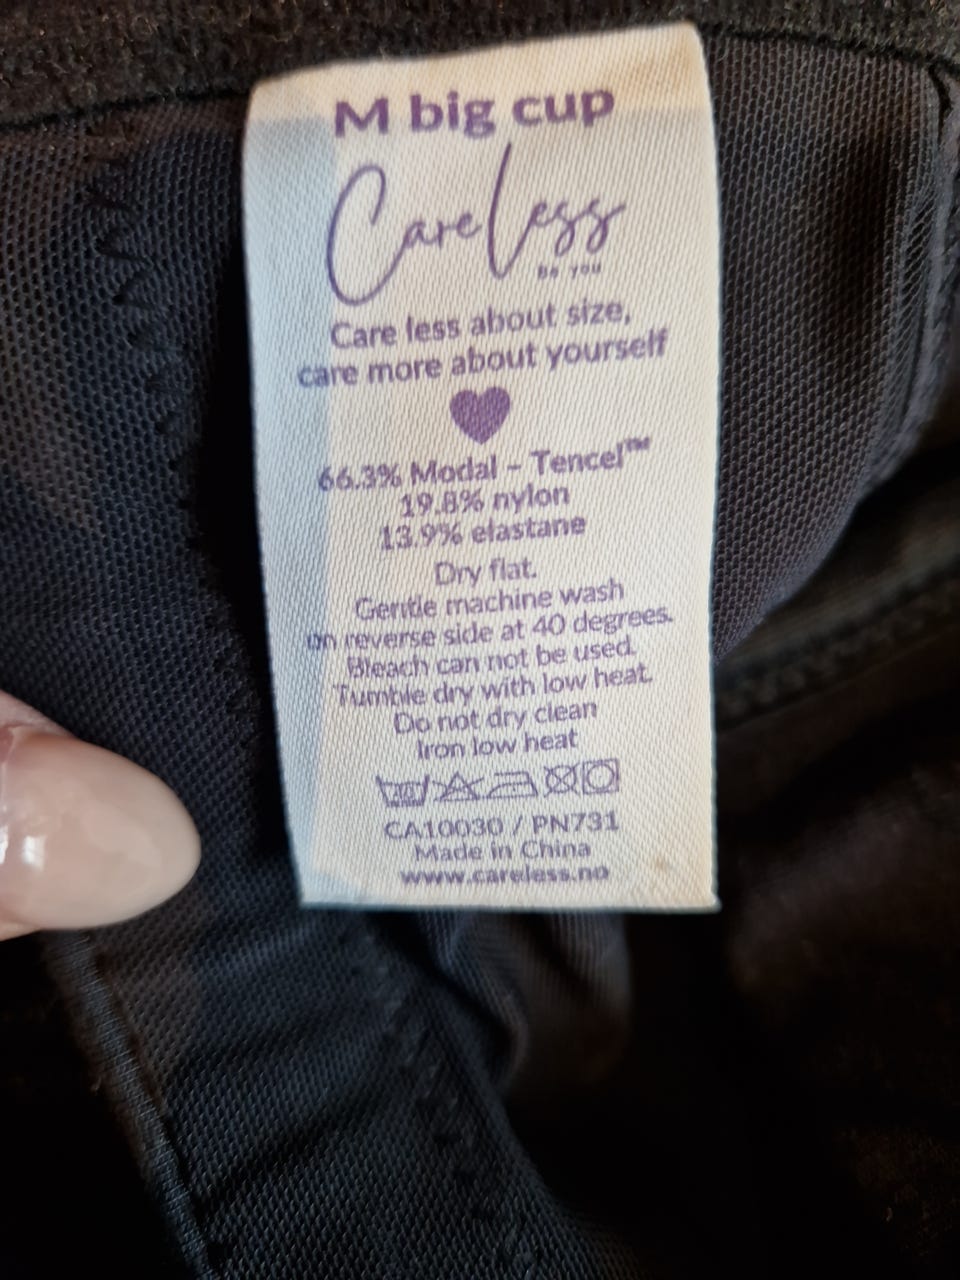 M big cup
CareLess
Be you
Care less about size,
care more about yourself
66.3% Modal – Tencel™
19.8% nylon
13.9% elastane
Dry flat.
Gentle machine wash
on reverse side at 40 degrees.
Bleach can not be used.
Tumble dry with low heat.
Do not dry clean
Iron low heat
40
CA10030 / PN731
Made in China
www.careless.no